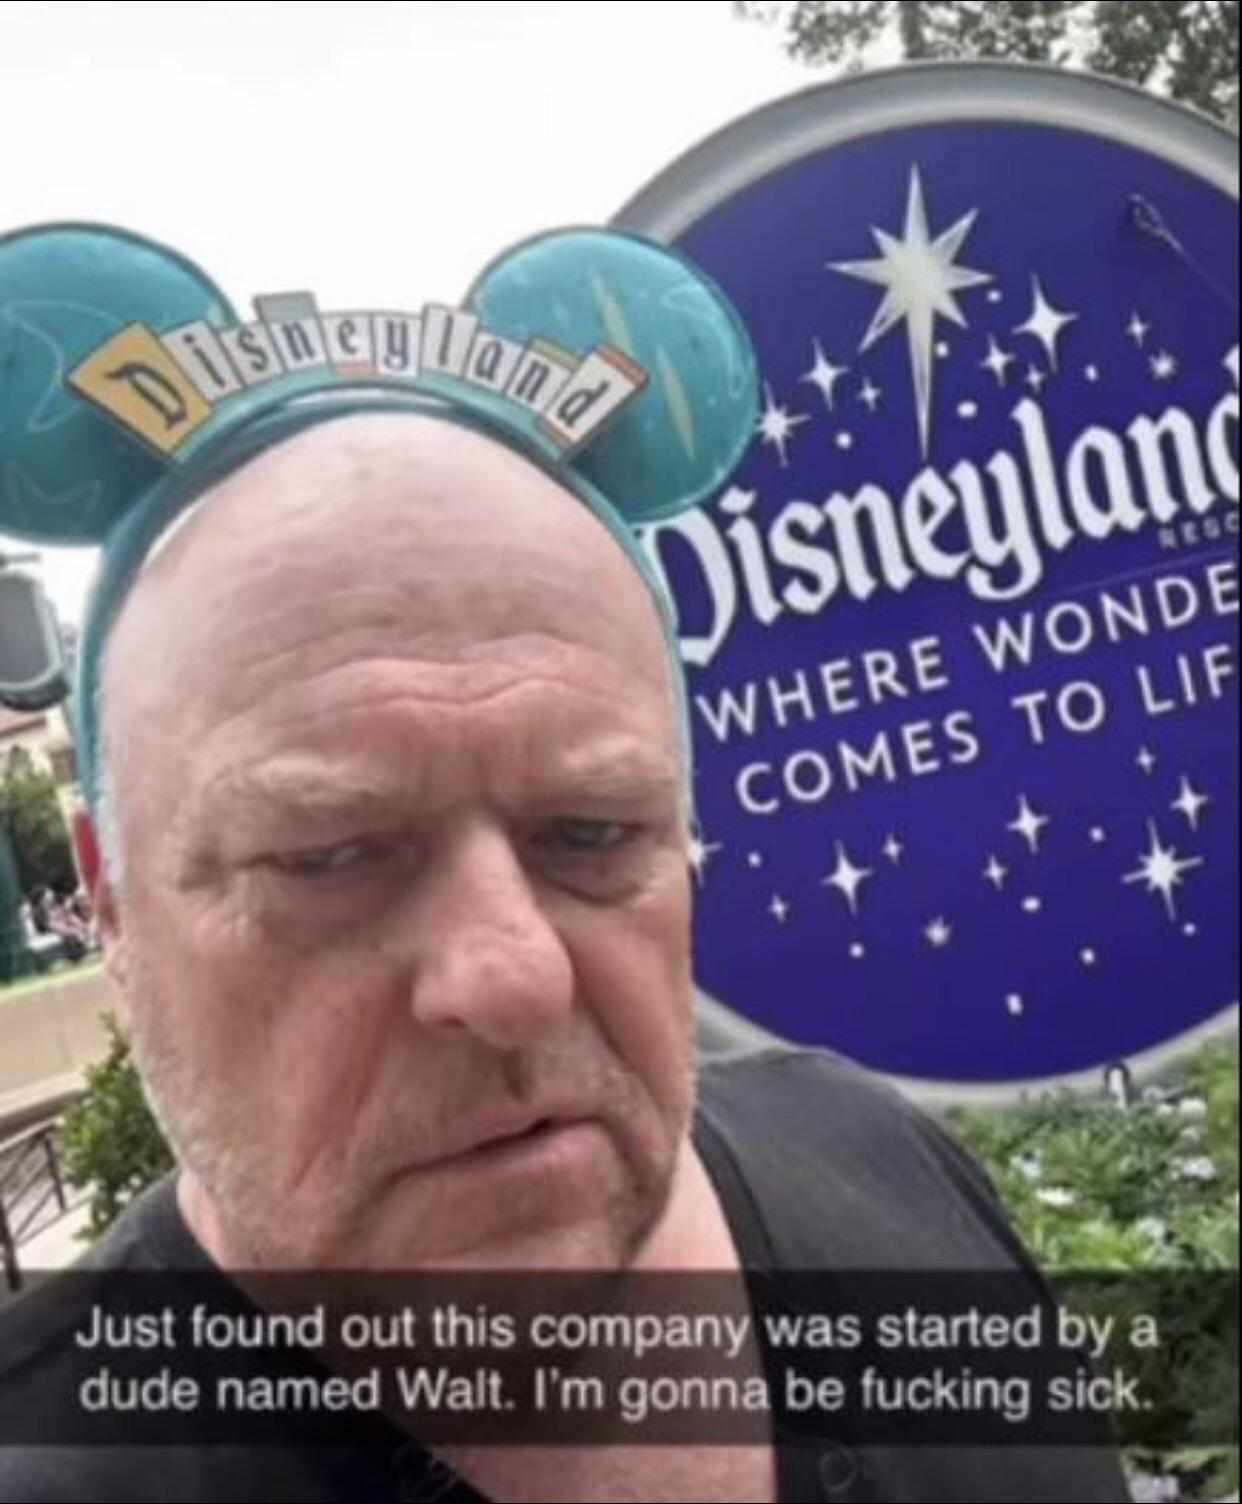 Disneyland
Disneyland
WHERE WONDE
COMES TO LIF
Just found out this company was started by a
dude named Walt. I'm gonna be fucking sick.